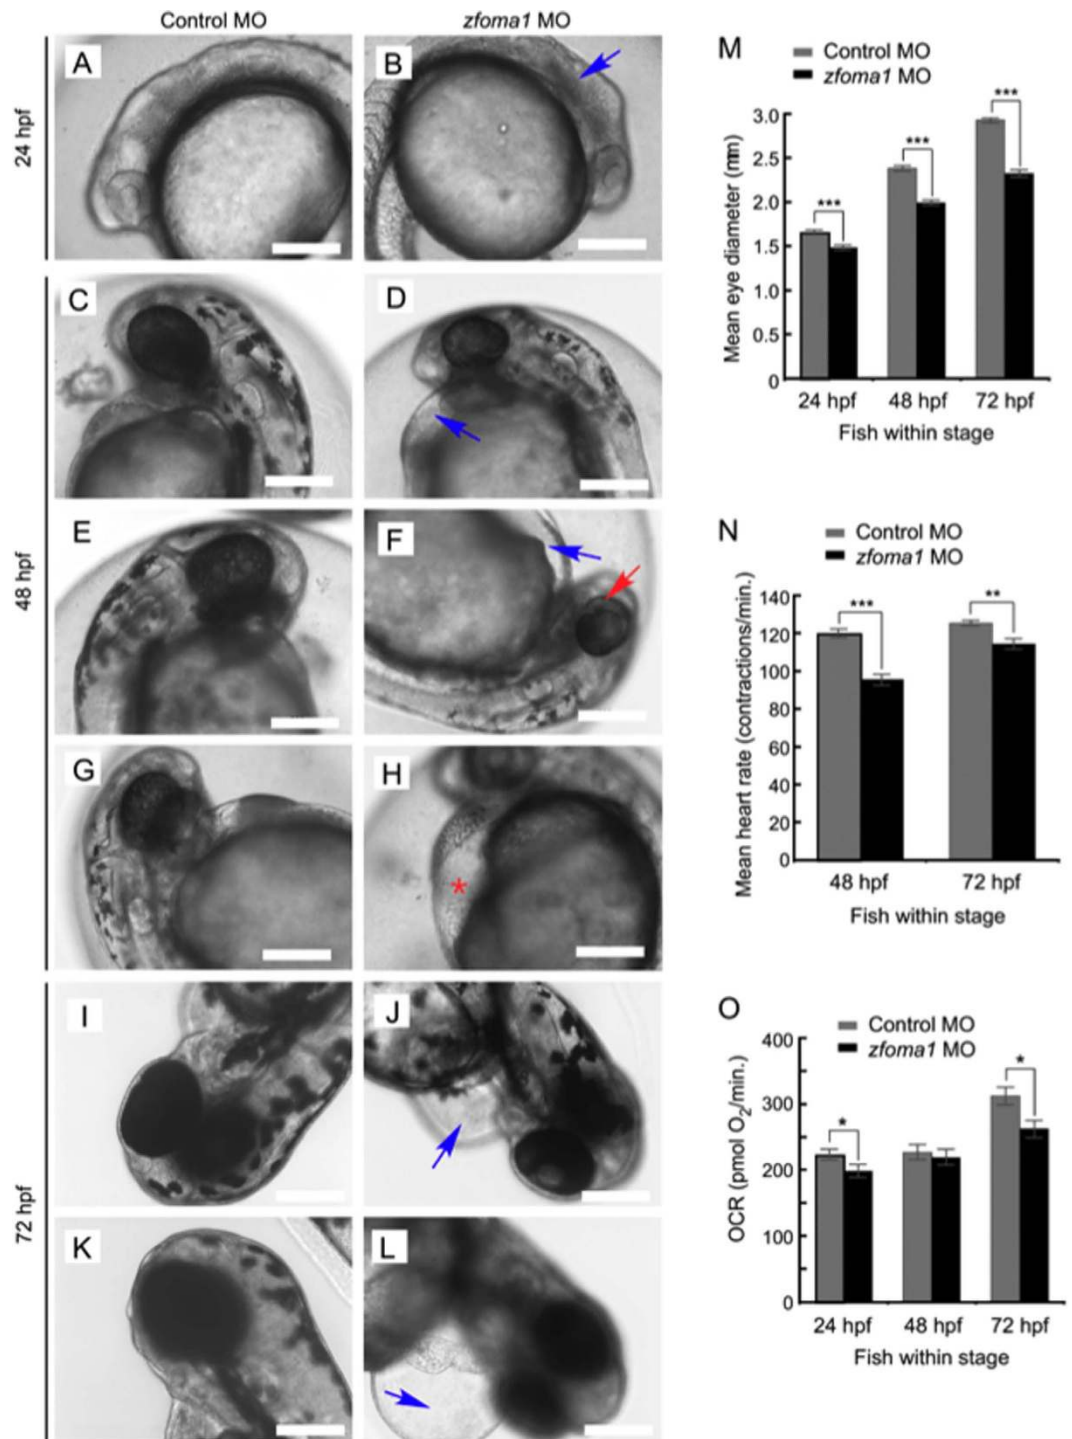 Control MO
zfoma1 MO
24 hpf
A
B
48 hpf
C
D
E
F
G
H
*
72 hpf
I
J
K
L
M
Control MO
zfoma1 MO
Mean eye diameter (mm)
3.0
2.5
2.0
1.5
1.0
0.5
0
***
***
***
24 hpf 48 hpf 72 hpf
Fish within stage
N
Control MO
zfoma1 MO
Mean heart rate (contractions/min.)
140
120
100
80
60
40
20
0
***
**
48 hpf 72 hpf
Fish within stage
O
Control MO
zfoma1 MO
OCR (pmol O₂/min.)
400
300
200
100
0
*
*
24 hpf 48 hpf 72 hpf
Fish within stage